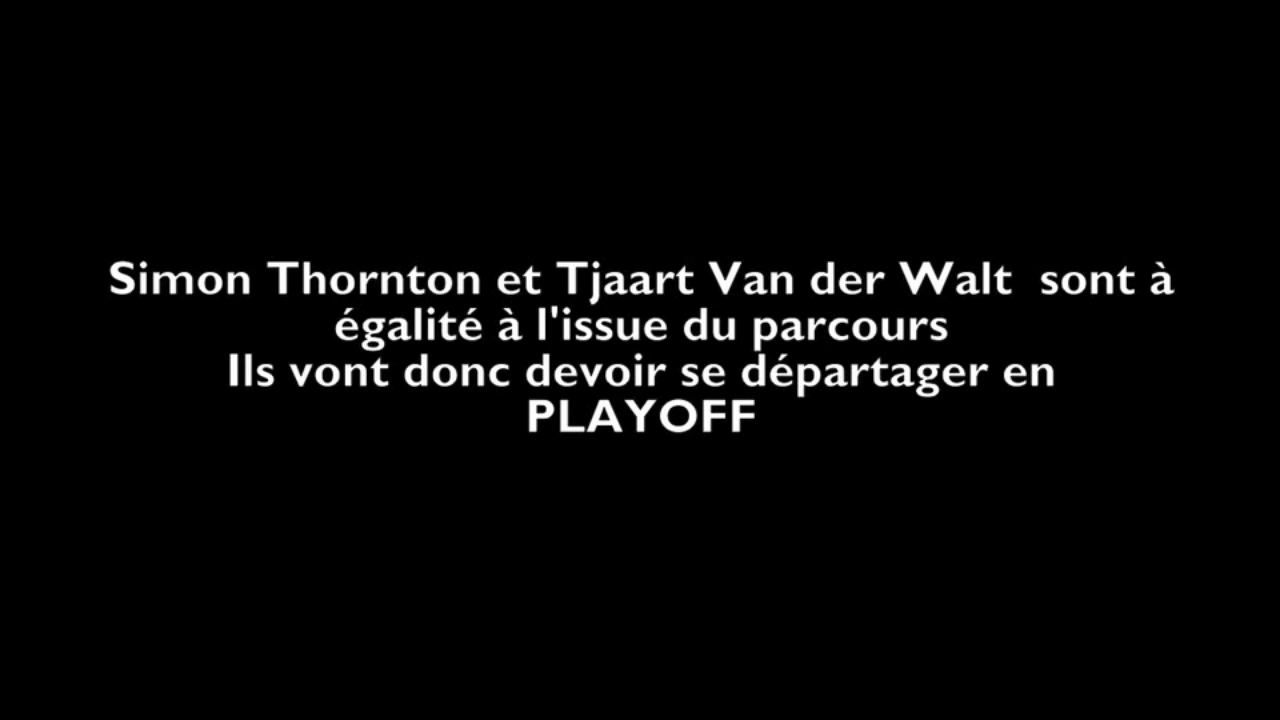 Simon Thornton et Tjaart Van der Walt  sont à
égalité à l'issue du parcours
Ils vont donc devoir se départager en
PLAYOFF